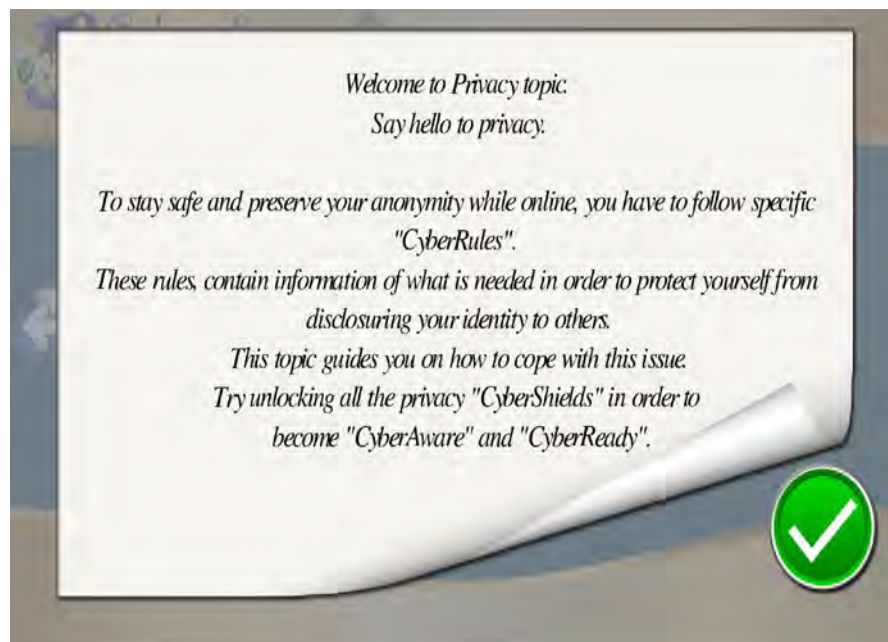 Welcome to Privacy topic.
Say hello to privacy.
To stay safe and preserve your anonymity while online, you have to follow specific
"CyberRules".
These rules, contain information of what is needed in order to protect yourself from
disclosuring your identity to others.
This topic guides you on how to cope with this issue.
Try unlocking all the privacy "CyberShields" in order to
become "CyberAware" and "CyberReady".